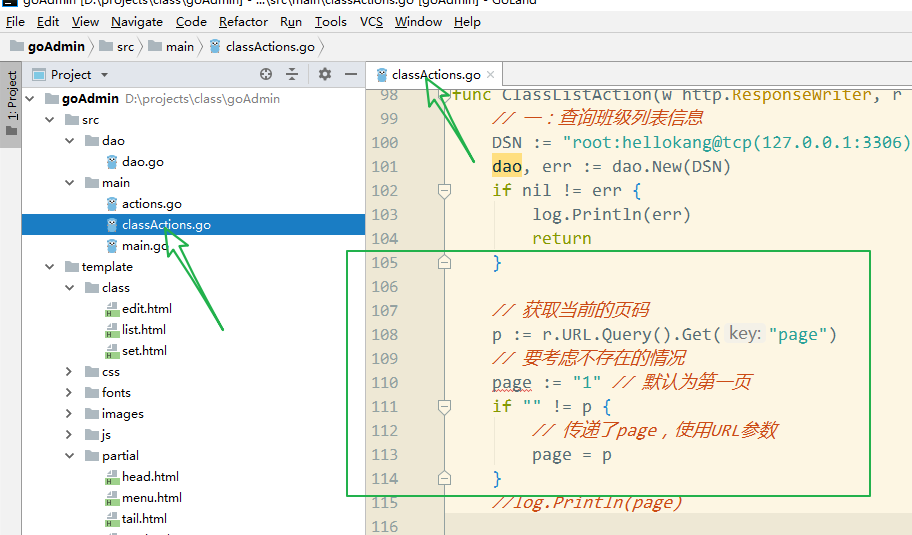 goAdmin [D:\projects\class\goAdmin] - ...\src\main\classActions.go [goAdmin] - GoLand
File Edit View Navigate Code Refactor Run Tools VCS Window Help
goAdmin src main classActions.go
1: Project
Project
goAdmin D:\projects\class\goAdmin
src
dao
dao.go
main
actions.go
classActions.go
main.go
template
class
edit.html
list.html
set.html
css
fonts
images
js
partial
head.html
menu.html
tail.html
classActions.go
98 func ClassListAction(w http.ResponseWriter, r
99 // 一：查询班级列表信息
100 DSN := "root:hellokang@tcp(127.0.0.1:3306)
101 dao, err := dao.New(DSN)
102 if nil != err {
103 log.Println(err)
104 return
105 }
106
107 // 获取当前的页码
108 p := r.URL.Query().Get( key: "page")
109 // 要考虑不存在的情况
110 page := "1" // 默认为第一页
111 if "" != p {
112 // 传递了page，使用URL参数
113 page = p
114 }
115 //log.Println(page)
116